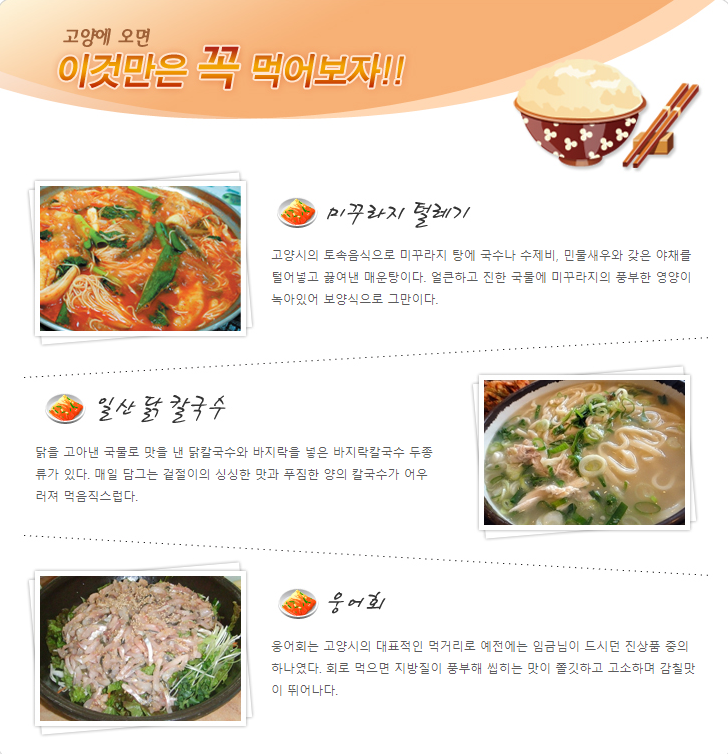 고양에 오면
이것만은 꼭 먹어보자!!
미꾸라지 털레기
고양시의 토속음식으로 미꾸라지 탕에 국수나 수제비, 민물새우와 갖은 야채를
털어넣고 끓여낸 매운탕이다. 얼큰하고 진한 국물에 미꾸라지의 풍부한 영양이
녹아있어 보양식으로 그만이다.
일산 닭 칼국수
닭을 고아낸 국물로 맛을 낸 닭칼국수와 바지락을 넣은 바지락칼국수 두종
류가 있다. 매일 담그는 겉절이의 싱싱한 맛과 푸짐한 양의 칼국수가 어우
러져 먹음직스럽다.
웅어회
웅어회는 고양시의 대표적인 먹거리로 예전에는 임금님이 드시던 진상품 중의
하나였다. 회로 먹으면 지방질이 풍부해 씹히는 맛이 쫄깃하고 고소하며 감칠맛
이 뛰어나다.